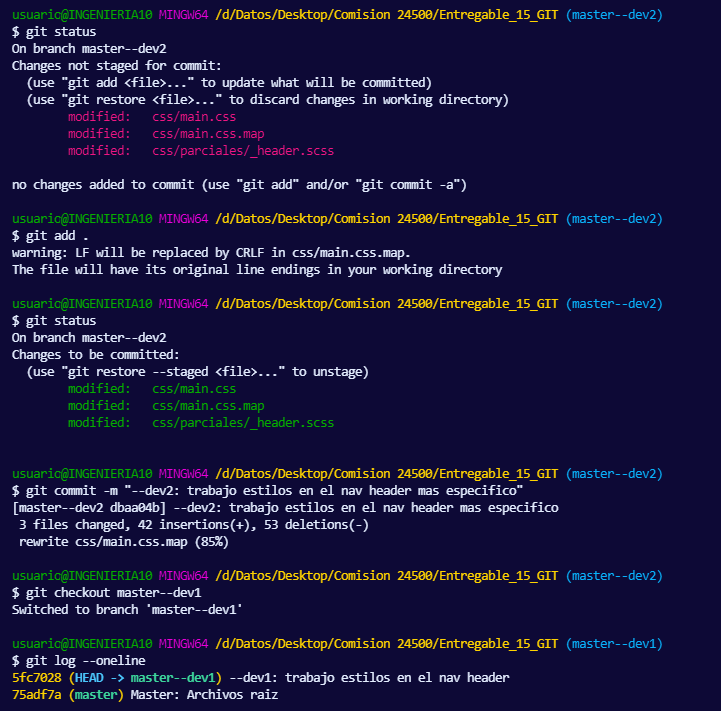 usuario@INGENIERIA10 MINGW64 /d/Datos/Desktop/Comision 24500/Entregable_15_GIT (master--dev2)
$ git status
On branch master--dev2
Changes not staged for commit:
  (use "git add <file>..." to update what will be committed)
  (use "git restore <file>..." to discard changes in working directory)
        modified:   css/main.css
        modified:   css/main.css.map
        modified:   css/parciales/_header.scss

no changes added to commit (use "git add" and/or "git commit -a")

usuario@INGENIERIA10 MINGW64 /d/Datos/Desktop/Comision 24500/Entregable_15_GIT (master--dev2)
$ git add .
warning: LF will be replaced by CRLF in css/main.css.map.
The file will have its original line endings in your working directory

usuario@INGENIERIA10 MINGW64 /d/Datos/Desktop/Comision 24500/Entregable_15_GIT (master--dev2)
$ git status
On branch master--dev2
Changes to be committed:
  (use "git restore --staged <file>..." to unstage)
        modified:   css/main.css
        modified:   css/main.css.map
        modified:   css/parciales/_header.scss

usuario@INGENIERIA10 MINGW64 /d/Datos/Desktop/Comision 24500/Entregable_15_GIT (master--dev2)
$ git commit -m "--dev2: trabajo estilos en el nav header mas especifico"
[master--dev2 dbaa04b] --dev2: trabajo estilos en el nav header mas especifico
 3 files changed, 42 insertions(+), 53 deletions(-)
 rewrite css/main.css.map (85%)

usuario@INGENIERIA10 MINGW64 /d/Datos/Desktop/Comision 24500/Entregable_15_GIT (master--dev2)
$ git checkout master--dev1
Switched to branch 'master--dev1'

usuario@INGENIERIA10 MINGW64 /d/Datos/Desktop/Comision 24500/Entregable_15_GIT (master--dev1)
$ git log --oneline
5fc7028 (HEAD -> master--dev1) --dev1: trabajo estilos en el nav header
75adf7a (master) Master: Archivos raiz